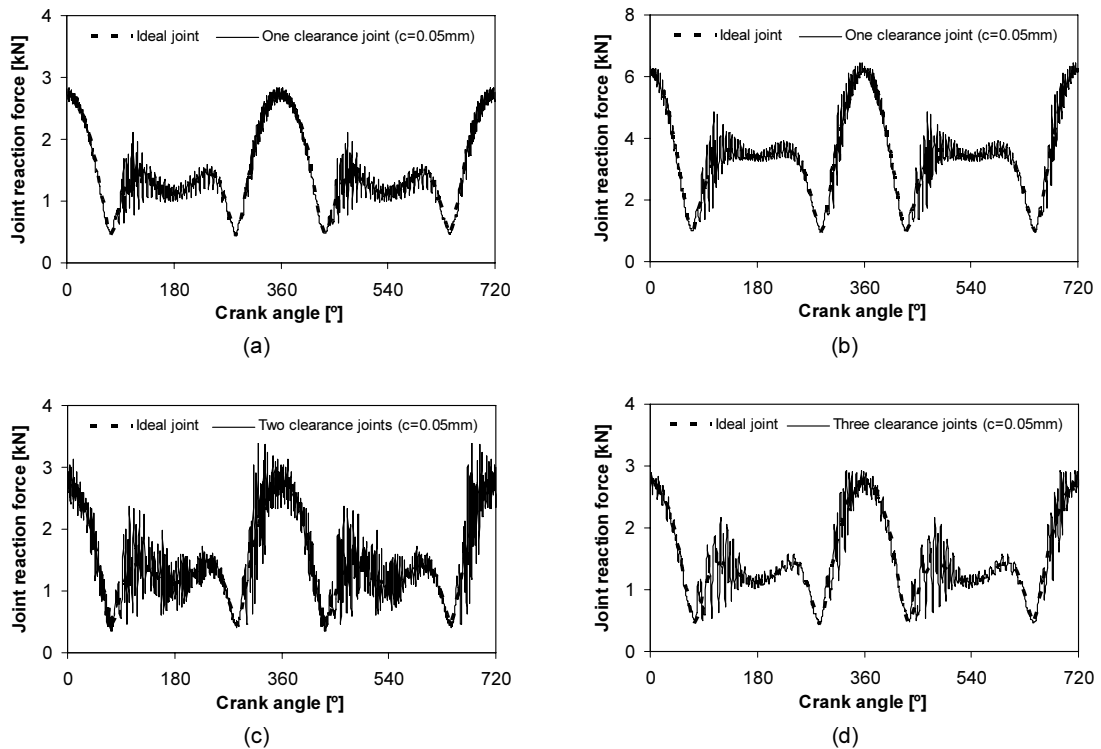 Joint reaction force [kN]
4
3
2
1
0
Ideal joint One clearance joint (c=0.05mm)
0 180 360 540 720
Crank angle [º]
(a)
Joint reaction force [kN]
8
6
4
2
0
Ideal joint One clearance joint (c=0.05mm)
0 180 360 540 720
Crank angle [º]
(b)
Joint reaction force [kN]
4
3
2
1
0
Ideal joint Two clearance joints (c=0.05mm)
0 180 360 540 720
Crank angle [º]
(c)
Joint reaction force [kN]
4
3
2
1
0
Ideal joint Three clearance joints (c=0.05mm)
0 180 360 540 720
Crank angle [º]
(d)